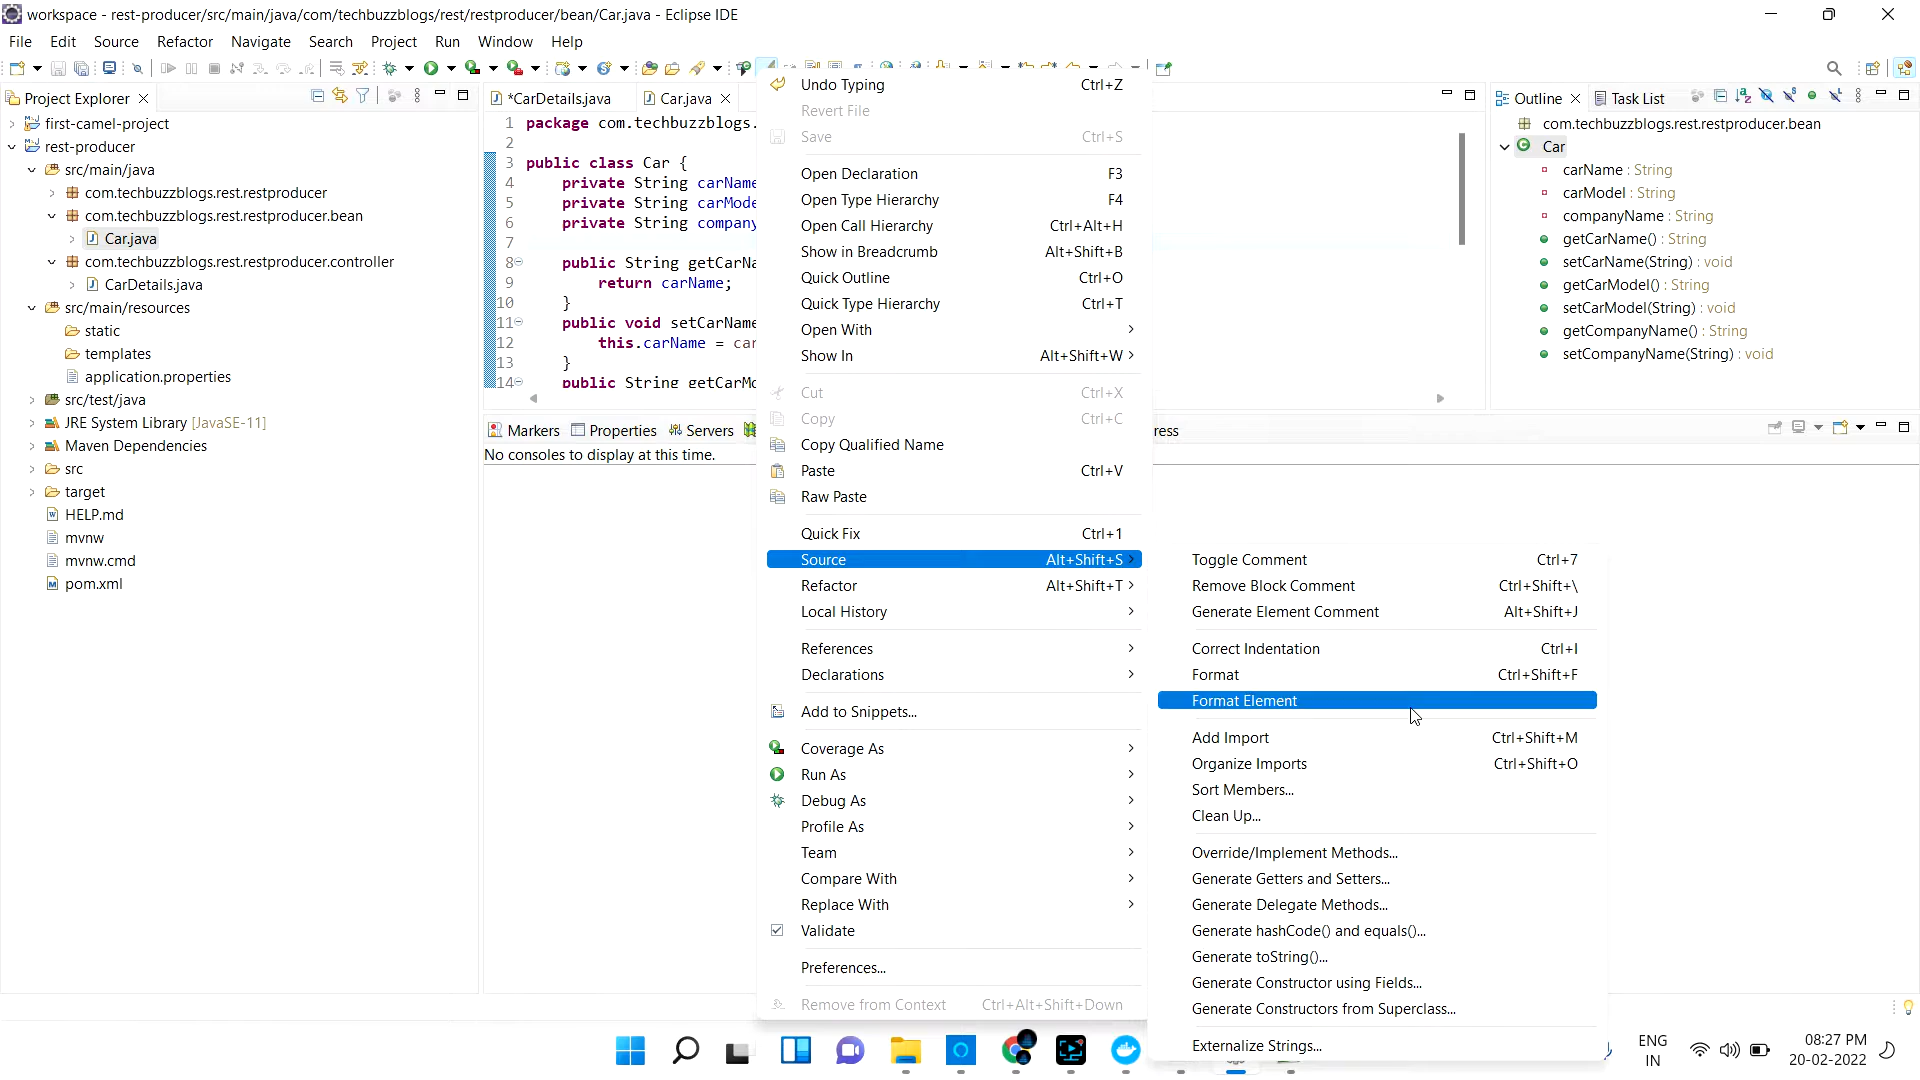 workspace - rest-producer/src/main/java/com/techbuzzblogs/rest/restproducer/bean/Car.java - Eclipse IDE
File Edit Source Refactor Navigate Search Project Run Window Help
Project Explorer
first-camel-project
rest-producer
src/main/java
com.techbuzzblogs.rest.restproducer
com.techbuzzblogs.rest.restproducer.bean
Car.java
com.techbuzzblogs.rest.restproducer.controller
CarDetails.java
src/main/resources
static
templates
application.properties
src/test/java
JRE System Library [JavaSE-11]
Maven Dependencies
src
target
HELP.md
mvnw
mvnw.cmd
pom.xml
*CarDetails.java Car.java
1 package com.techbuzzblogs.
2
3 public class Car {
4 private String carName
5 private String carMode
6 private String company
7
8 public String getCarNa
9 return carName;
10 }
11 public void setCarName
12 this.carName = car
13 }
14 public String getCarMo
Markers Properties Servers ress
No consoles to display at this time.
Undo Typing Ctrl+Z
Revert File
Save Ctrl+S
Open Declaration F3
Open Type Hierarchy F4
Open Call Hierarchy Ctrl+Alt+H
Show in Breadcrumb Alt+Shift+B
Quick Outline Ctrl+O
Quick Type Hierarchy Ctrl+T
Open With
Show In Alt+Shift+W
Cut Ctrl+X
Copy Ctrl+C
Copy Qualified Name
Paste Ctrl+V
Raw Paste
Quick Fix Ctrl+1
Source Alt+Shift+S
Refactor Alt+Shift+T
Local History
References
Declarations
Add to Snippets...
Coverage As
Run As
Debug As
Profile As
Team
Compare With
Replace With
Validate
Preferences...
Remove from Context Ctrl+Alt+Shift+Down
Toggle Comment Ctrl+7
Remove Block Comment Ctrl+Shift+\
Generate Element Comment Alt+Shift+J
Correct Indentation Ctrl+I
Format Ctrl+Shift+F
Format Element
Add Import Ctrl+Shift+M
Organize Imports Ctrl+Shift+O
Sort Members...
Clean Up...
Override/Implement Methods...
Generate Getters and Setters...
Generate Delegate Methods...
Generate hashCode() and equals()...
Generate toString()...
Generate Constructor using Fields...
Generate Constructors from Superclass...
Externalize Strings...
Outline Task List
com.techbuzzblogs.rest.restproducer.bean
Car
carName : String
carModel : String
companyName : String
getCarName() : String
setCarName(String) : void
getCarModel() : String
setCarModel(String) : void
getCompanyName() : String
setCompanyName(String) : void
ENG
IN
08:27 PM
20-02-2022